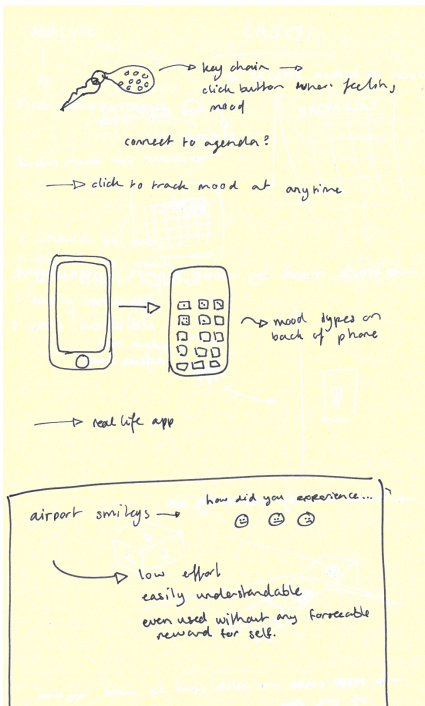 key chain →
click button when feeling
mood
connect to agenda?
→ click to track mood at anytime
mood types on
back of phone
→ real life app
airport smileys →
how did you experience...
→ low effort
easily understandable
even used without any forseeable
reward for self.